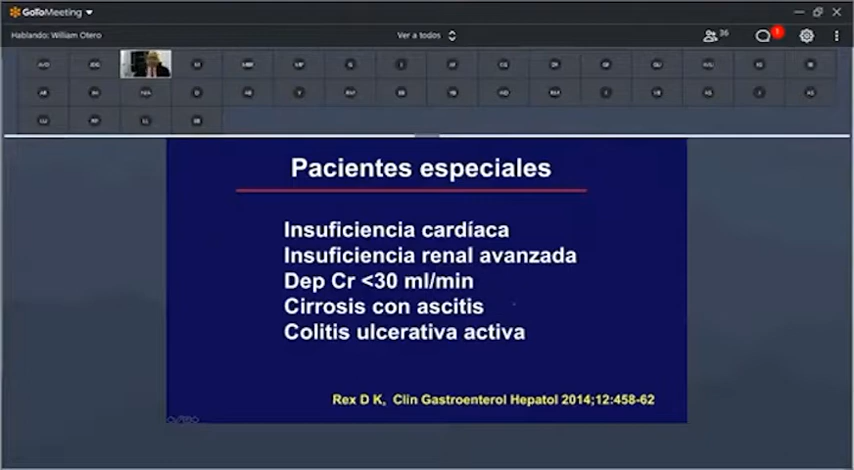 GoToMeeting
Hablando: William Otero
Ver a todos
36
1
Pacientes especiales
Insuficiencia cardíaca
Insuficiencia renal avanzada
Dep Cr <30 ml/min
Cirrosis con ascitis
Colitis ulcerativa activa
Rex D K, Clin Gastroenterol Hepatol 2014;12:458-62